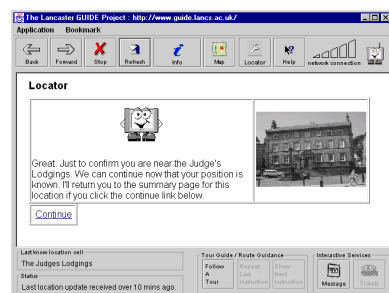 The Lancaster GUIDE Project : http://www.guide.lancs.ac.uk/
Application Bookmark
Back Forward Stop Refresh Info Map Locator Help network connection
Locator
Great. Just to confirm you are near the Judge's
Lodgings. We can continue now that your position is
known. I'll return you to the summary page for this
location if you click the continue link below.
Continue
Last know location cell
The Judges Lodgings
Status
Last location update received over 10 mins ago.
Tour Guide / Route Guidance
Follow A Tour
Repeat Last Instruction
Show Next Instruction
Interactive Services
Message
Tickets